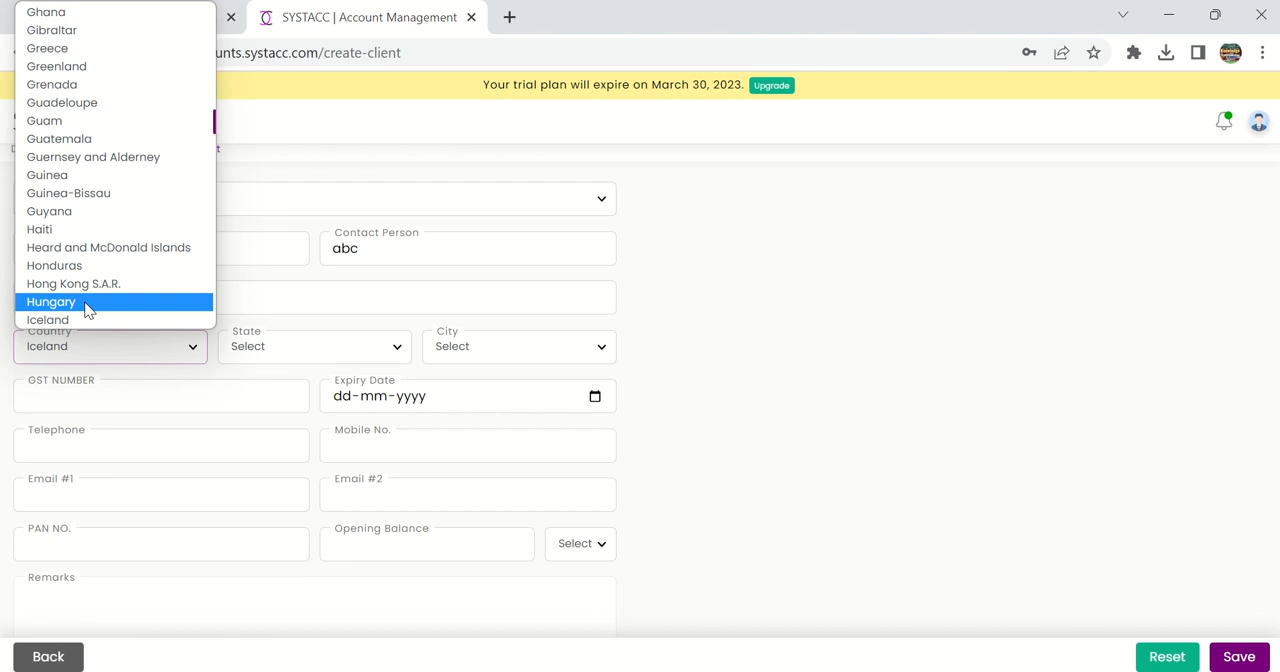 SYSTACC | Account Management
unts.systacc.com/create-client
Your trial plan will expire on March 30, 2023. Upgrade
Ghana
Gibraltar
Greece
Greenland
Grenada
Guadeloupe
Guam
Guatemala
Guernsey and Alderney
Guinea
Guinea-Bissau
Guyana
Haiti
Heard and McDonald Islands
Honduras
Hong Kong S.A.R.
Hungary
Iceland
Contact Person
abc
Country State City
Iceland Select Select
GST NUMBER Expiry Date
dd-mm-yyyy
Telephone Mobile No.
Email #1 Email #2
PAN NO. Opening Balance
Select
Remarks
Back Reset Save